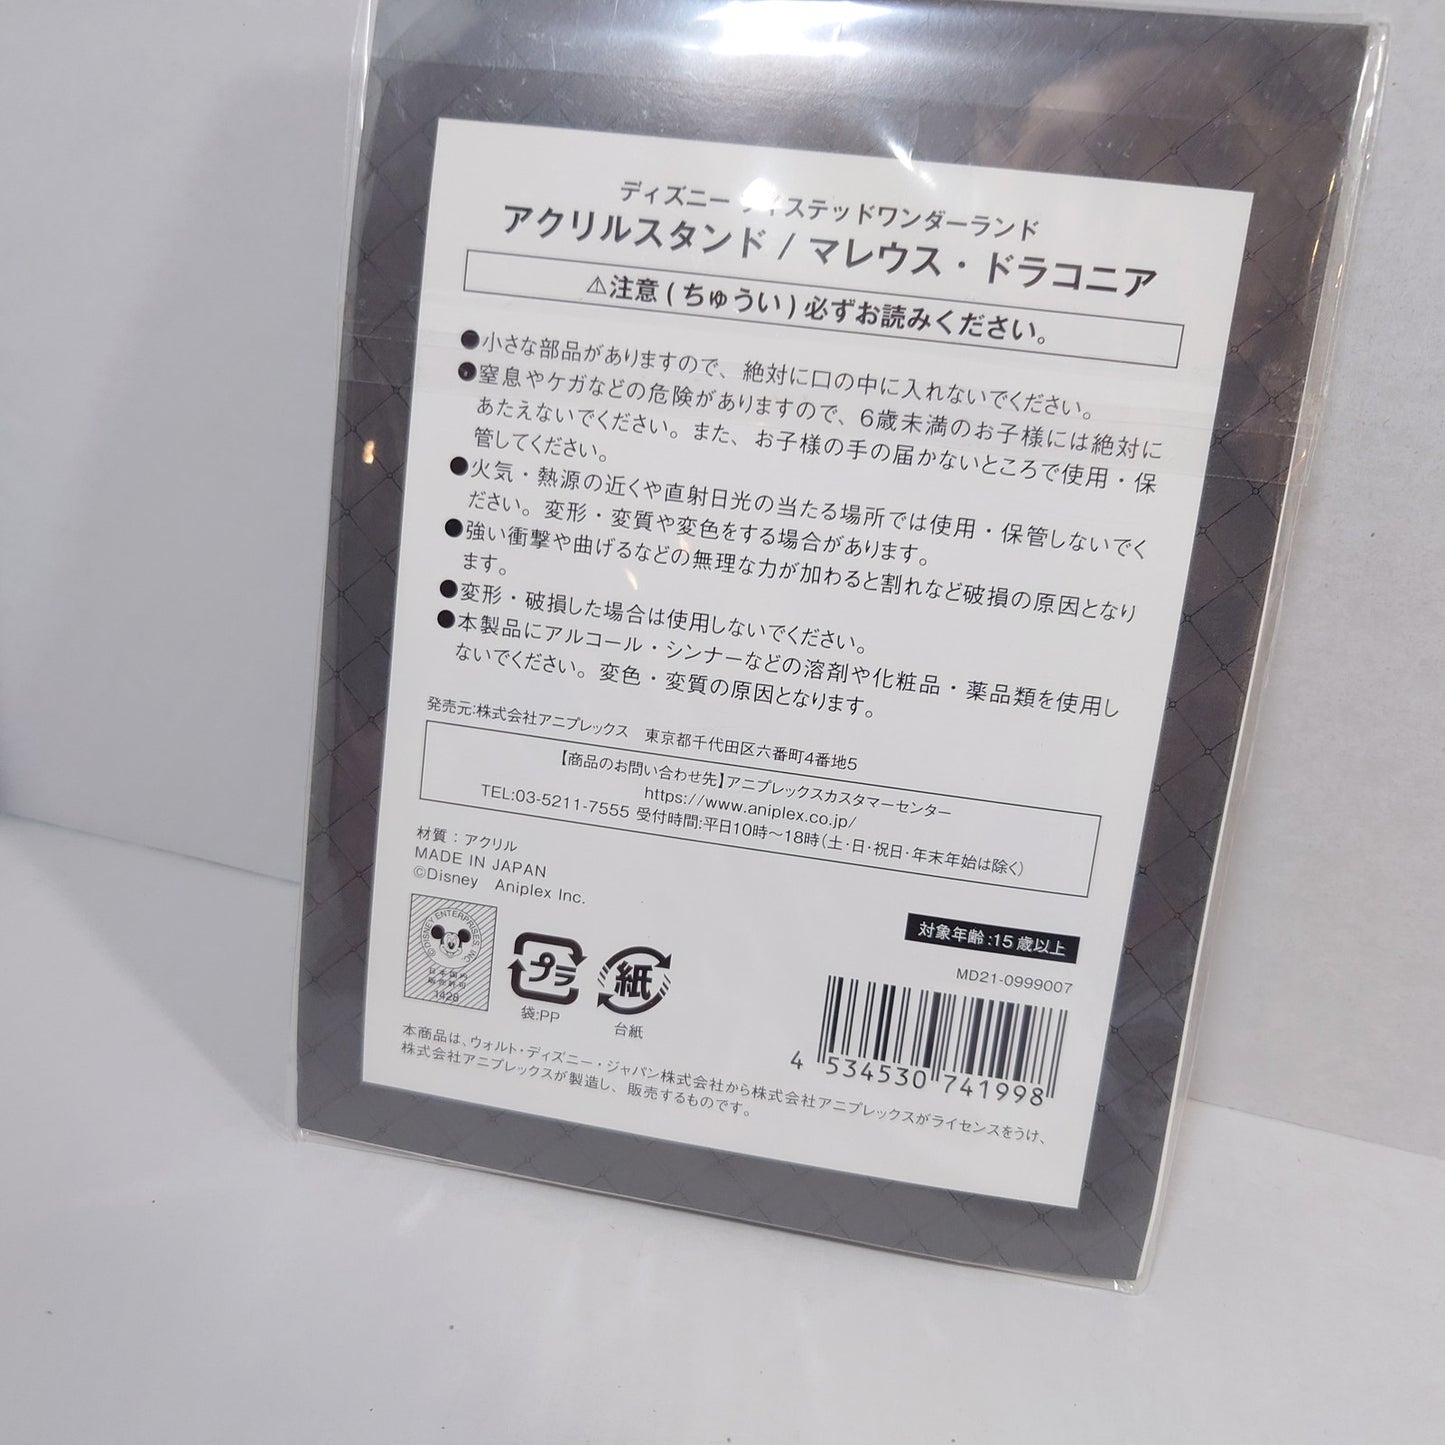 ディズニー ツイステッドワンダーランド
アクリルスタンド / マレウス・ドラコニア
⚠注意 ( ちゅうい ) 必ずお読みください。
●小さな部品がありますので、絶対に口の中に入れないでください。
●窒息やケガなどの危険がありますので、6歳未満のお子様には絶対に
あたえないでください。また、お子様の手の届かないところで使用・保
管してください。
●火気・熱源の近くや直射日光の当たる場所では使用・保管しないでく
ださい。変形・変質や変色をする場合があります。
●強い衝撃や曲げるなどの無理な力が加わると割れなど破損の原因となり
ます。
●変形・破損した場合は使用しないでください。
●本製品にアルコール・シンナーなどの溶剤や化粧品・薬品類を使用し
ないでください。変色・変質の原因となります。
発売元:株式会社アニプレックス 東京都千代田区六番町4番地5
【商品のお問い合わせ先】アニプレックスカスタマーセンター
https://www.aniplex.co.jp/
TEL:03-5211-7555 受付時間:平日10時～18時(土・日・祝日・年末年始は除く)
材質:アクリル
MADE IN JAPAN
©Disney Aniplex Inc.
対象年齢:15歳以上
MD21-0999007
©DISNEY ENTERPRISES, INC.
日本国内
販売許可
1428
プラ
袋:PP
紙
台紙
4 534530 741998
本商品は、ウォルト・ディズニー・ジャパン株式会社から株式会社アニプレックスがライセンスをうけ、
株式会社アニプレックスが製造し、販売するものです。